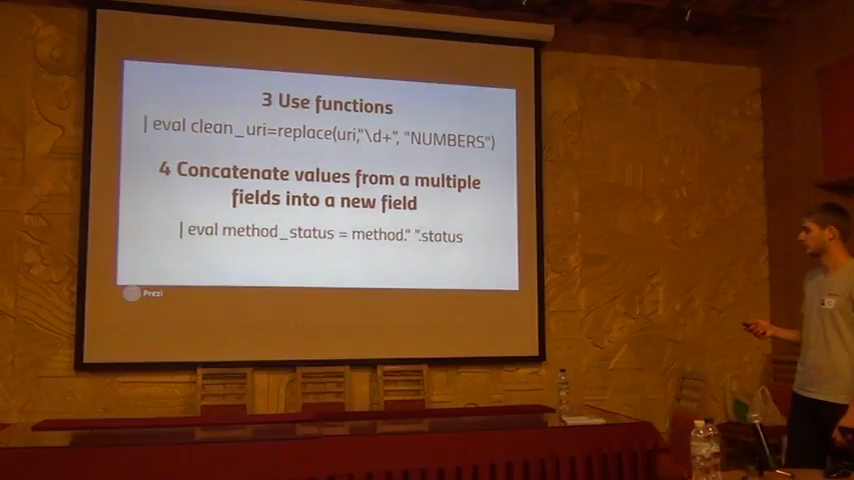 3 Use functions
| eval clean_uri=replace(uri,"\d+", "NUMBERS")
4 Concatenate values from a multiple
fields into a new field
| eval method_status = method." ".status
Prezi